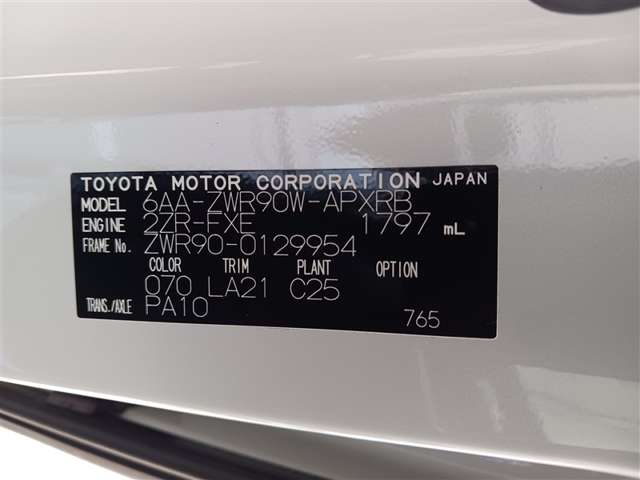 TOYOTA MOTOR CORPORATION JAPAN
MODEL 6AA-ZWR90W-APXRB
ENGINE 2ZR-FXE 1797 mL
FRAME No. ZWR90-0129954
COLOR TRIM PLANT OPTION
070 LA21 C25
TRANS./AXLE PA10 765